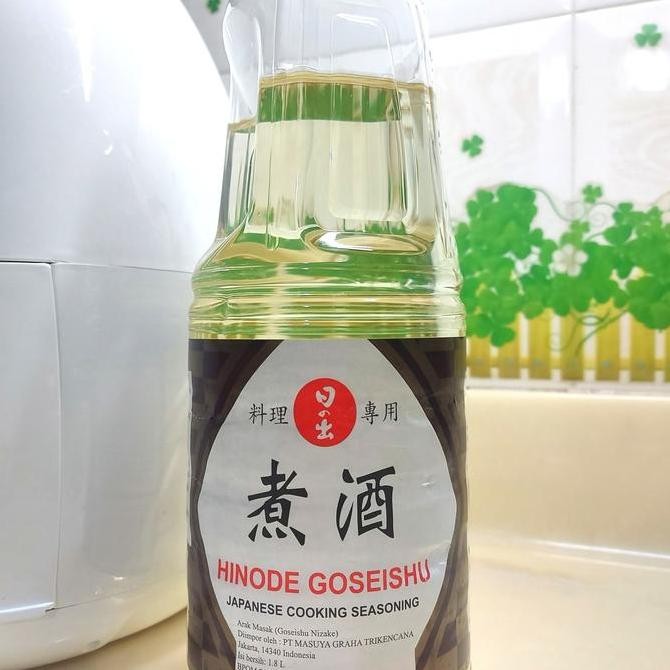 料理 日の出 専用
煮酒
HINODE GOSEISHU
JAPANESE COOKING SEASONING
Arak Masak (Goseishu Nizake)
Diimpor oleh : PT MASUYA GRAHA TRIKENCANA
Jakarta, 14340 Indonesia
Isi bersih: 1.8 L